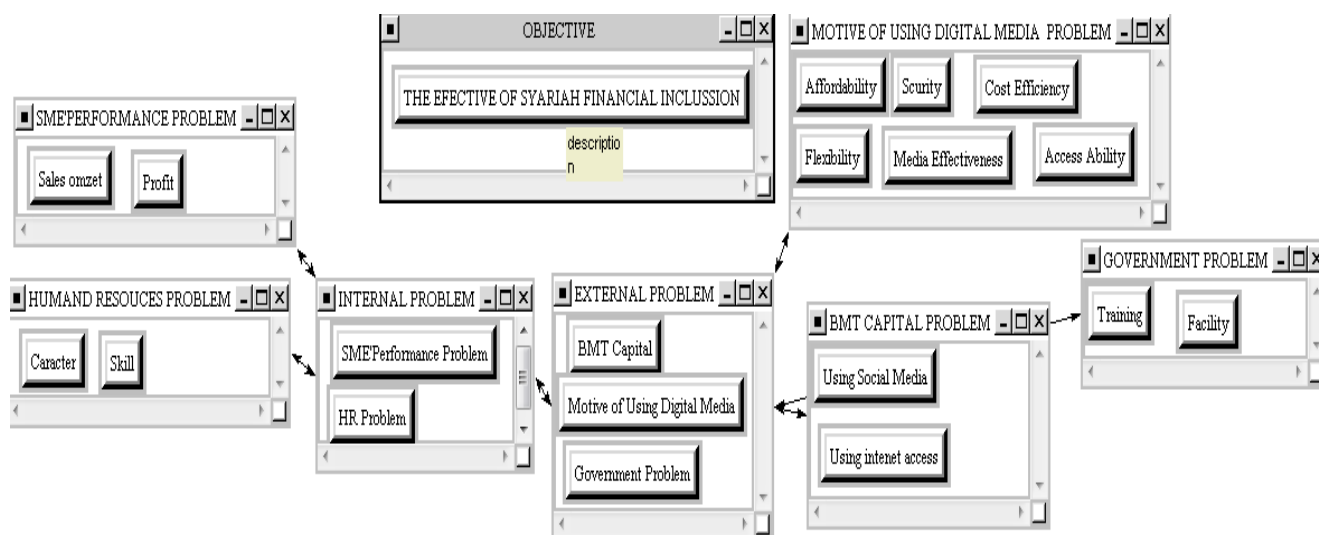 OBJECTIVE
THE EFECTIVE OF SYARIAH FINANCIAL INCLUSSION
descriptio
n
MOTIVE OF USING DIGITAL MEDIA PROBLEM
Affordability
Scurity
Cost Efficiency
Flexibility
Media Effectiveness
Access Ability
SME'PERFORMANCE PROBLEM
Sales omzet
Profit
HUMAND RESOUCES PROBLEM
Caracter
Skill
INTERNAL PROBLEM
SME'Performance Problem
HR Problem
EXTERNAL PROBLEM
BMT Capital
Motive of Using Digital Media
Government Problem
BMT CAPITAL PROBLEM
Using Social Media
Using intenet access
GOVERNMENT PROBLEM
Training
Facility